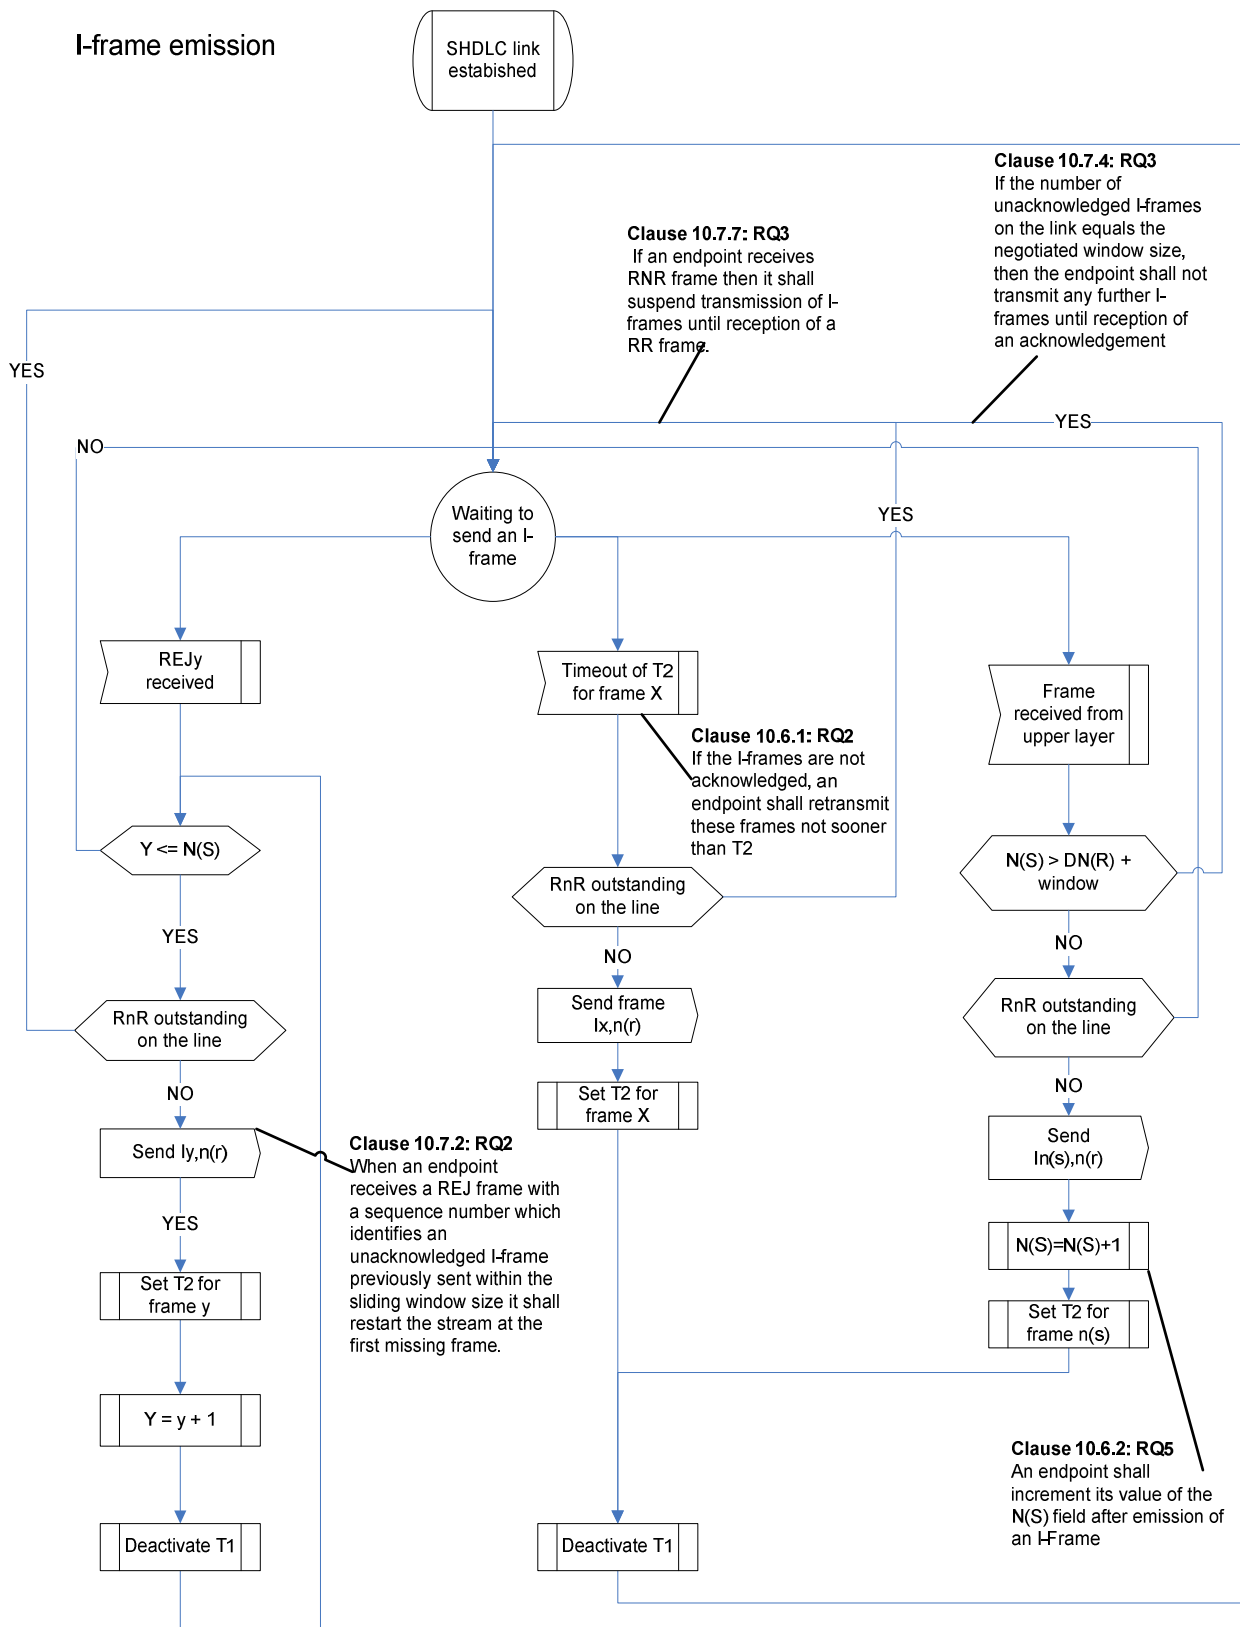 I-frame emission
SHDLC link
estabished
Clause 10.7.4: RQ3
If the number of
unacknowledged I-frames
on the link equals the
negotiated window size,
then the endpoint shall not
transmit any further I-
frames until reception of
an acknowledgement
Clause 10.7.7: RQ3
If an endpoint receives
RNR frame then it shall
suspend transmission of I-
frames until reception of a
RR frame.
YES
YES
NO
YES
Waiting to
send an I-
frame
REJy
received
Timeout of T2
for frame X
Frame
received from
upper layer
Clause 10.6.1: RQ2
If the I-frames are not
acknowledged, an
endpoint shall retransmit
these frames not sooner
than T2
Y <= N(S)
N(S) > DN(R) +
window
RnR outstanding
on the line
YES
NO
NO
RnR outstanding
on the line
Send frame
Ix,n(r)
RnR outstanding
on the line
NO
Set T2 for
frame X
NO
Send Iy,n(r)
Clause 10.7.2: RQ2
When an endpoint
receives a REJ frame with
a sequence number which
identifies an
unacknowledged I-frame
previously sent within the
sliding window size it shall
restart the stream at the
first missing frame.
Send
In(s),n(r)
YES
N(S)=N(S)+1
Set T2 for
frame y
Set T2 for
frame n(s)
Y = y + 1
Clause 10.6.2: RQ5
An endpoint shall
increment its value of the
N(S) field after emission of
an I-Frame
Deactivate T1
Deactivate T1